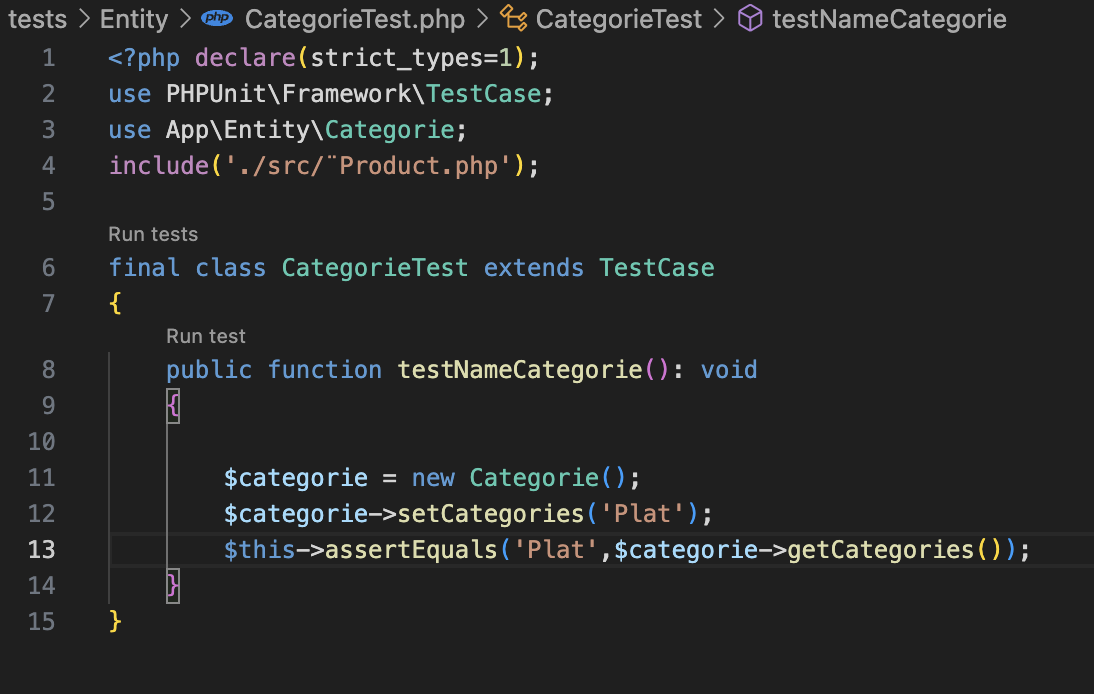 tests > Entity > php CategorieTest.php > CategorieTest > testNameCategorie
1 <?php declare(strict_types=1);
2 use PHPUnit\Framework\TestCase;
3 use App\Entity\Categorie;
4 include('./src/¨Product.php');
5
Run tests
6 final class CategorieTest extends TestCase
7 {
Run test
8 public function testNameCategorie(): void
9 {
10
11 $categorie = new Categorie();
12 $categorie->setCategories('Plat');
13 $this->assertEquals('Plat',$categorie->getCategories());
14 }
15 }